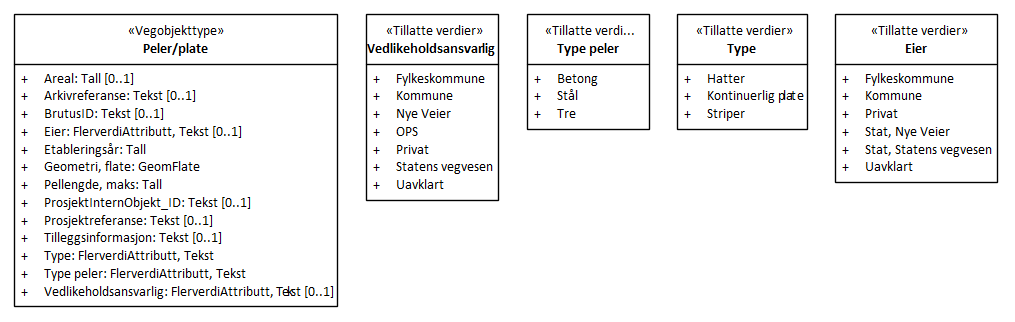 «Vegobjekttype»
Peler/plate
+ Areal: Tall [0..1]
+ Arkivreferanse: Tekst [0..1]
+ BrutusID: Tekst [0..1]
+ Eier: FlerverdiAttributt, Tekst [0..1]
+ Etableringsår: Tall
+ Geometri, flate: GeomFlate
+ Pellengde, maks: Tall
+ ProsjektInternObjekt_ID: Tekst [0..1]
+ Prosjektreferanse: Tekst [0..1]
+ Tilleggsinformasjon: Tekst [0..1]
+ Type: FlerverdiAttributt, Tekst
+ Type peler: FlerverdiAttributt, Tekst
+ Vedlikeholdsansvarlig: FlerverdiAttributt, Tekst [0..1]
«Tillatte verdier»
Vedlikeholdsansvarlig
+ Fylkeskommune
+ Kommune
+ Nye Veier
+ OPS
+ Privat
+ Statens vegvesen
+ Uavklart
«Tillatte verdi...
Type peler
+ Betong
+ Stål
+ Tre
«Tillatte verdier»
Type
+ Hatter
+ Kontinuerlig plate
+ Striper
«Tillatte verdier»
Eier
+ Fylkeskommune
+ Kommune
+ Privat
+ Stat, Nye Veier
+ Stat, Statens vegvesen
+ Uavklart